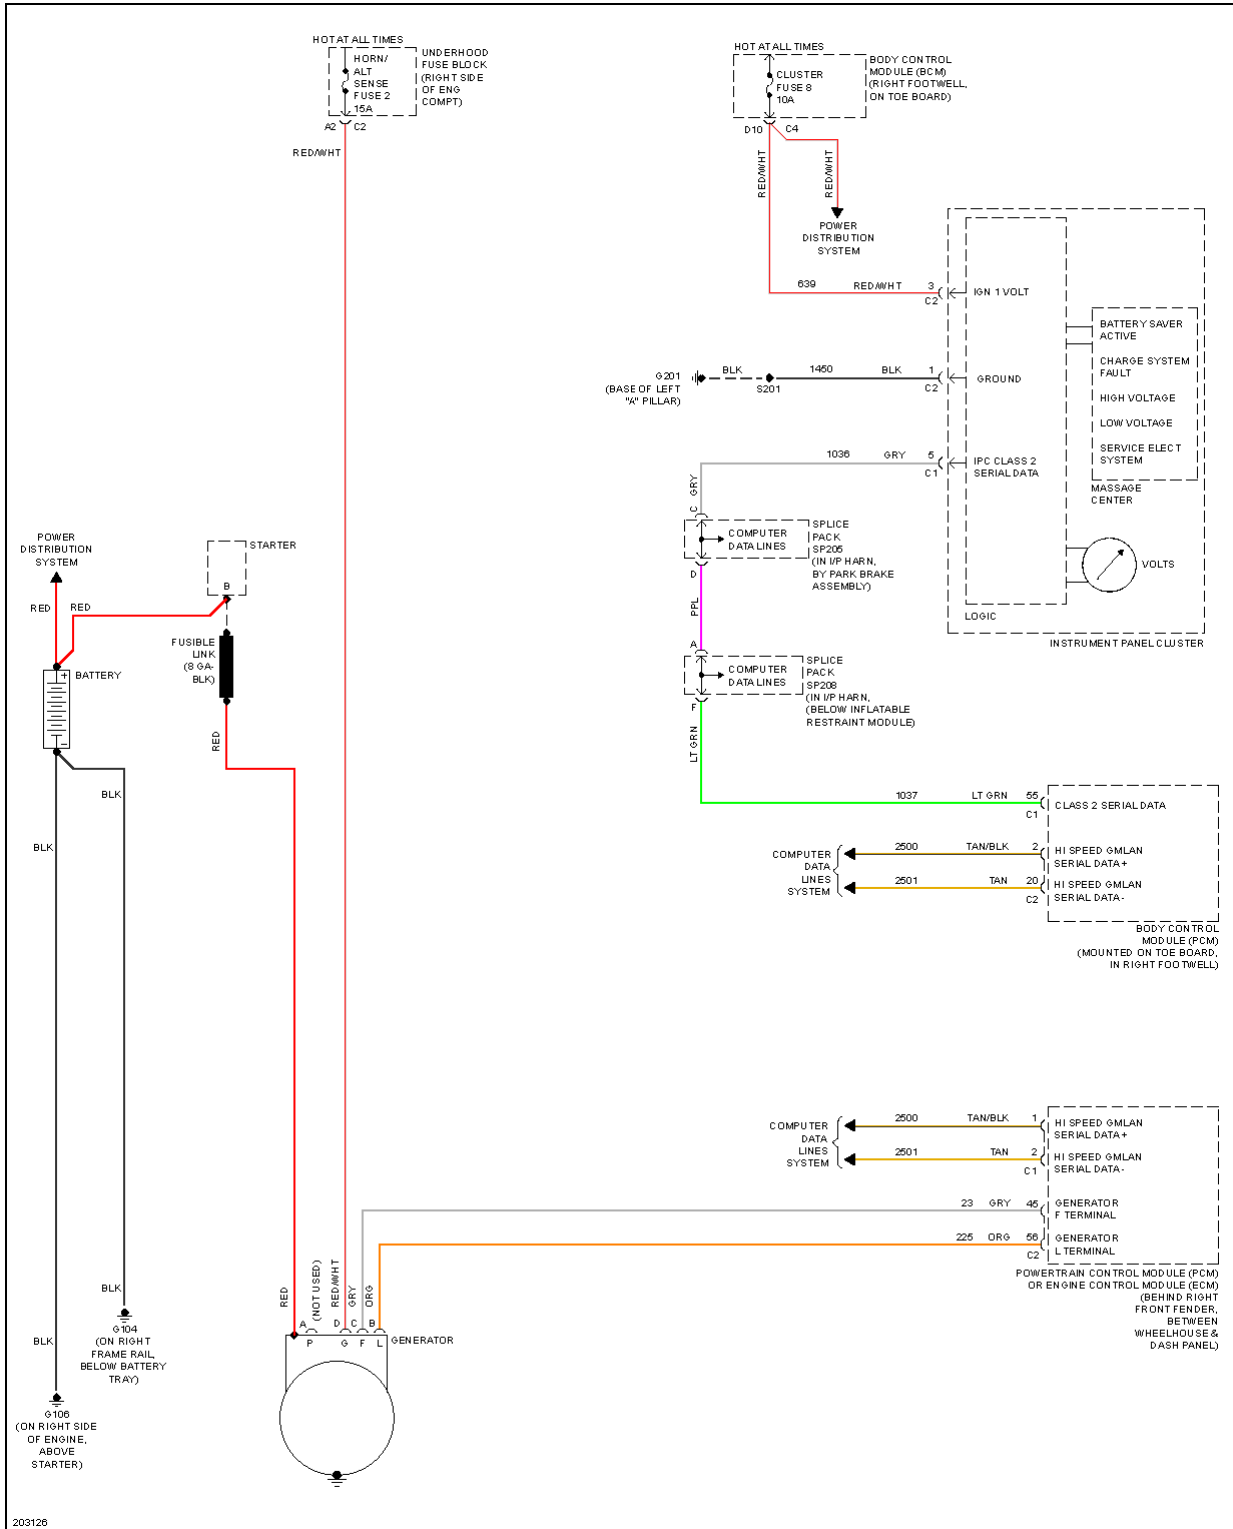 HOT AT ALL TIMES
HORN/
ALT
SENSE
FUSE 2
15A
UNDERHOOD
FUSE BLOCK
(RIGHT SIDE
OF ENG
COMPT)
A2
C2
RED/WHT
HOT AT ALL TIMES
CLUSTER
FUSE 8
10A
BODY CONTROL
MODULE (BCM)
(RIGHT FOOTWELL,
ON TOE BOARD)
D10
C4
RED/WHT
RED/WHT
POWER
DISTRIBUTION
SYSTEM
639
RED/WHT
3
C2
IGN 1 VOLT
G201
(BASE OF LEFT
"A" PILLAR)
BLK
S201
1450
BLK
1
C2
GROUND
1036
GRY
5
C1
IPC CLASS 2
SERIAL DATA
BATTERY SAVER
ACTIVE
CHARGE SYSTEM
FAULT
HIGH VOLTAGE
LOW VOLTAGE
SERVICE ELECT
SYSTEM
MASSAGE
CENTER
VOLTS
LOGIC
INSTRUMENT PANEL CLUSTER
GRY
C
COMPUTER
DATA LINES
SPLICE
PACK
SP205
(IN I/P HARN,
BY PARK BRAKE
ASSEMBLY)
D
PPL
A
COMPUTER
DATA LINES
SPLICE
PACK
SP208
(IN I/P HARN,
(BELOW INFLATABLE
RESTRAINT MODULE)
F
LT GRN
POWER
DISTRIBUTION
SYSTEM
RED
RED
STARTER
B
FUSIBLE
LINK
(8 GA-
BLK)
BATTERY
+
-
RED
BLK
BLK
1037
LT GRN
55
C1
CLASS 2 SERIAL DATA
COMPUTER
DATA
LINES
SYSTEM
2500
TAN/BLK
2
HI SPEED GMLAN
SERIAL DATA+
2501
TAN
20
C2
HI SPEED GMLAN
SERIAL DATA-
BODY CONTROL
MODULE (PCM)
(MOUNTED ON TOE BOARD,
IN RIGHT FOOTWELL)
COMPUTER
DATA
LINES
SYSTEM
2500
TAN/BLK
1
HI SPEED GMLAN
SERIAL DATA+
2501
TAN
2
C1
HI SPEED GMLAN
SERIAL DATA-
23
GRY
45
GENERATOR
F TERMINAL
225
ORG
56
C2
GENERATOR
L TERMINAL
POWERTRAIN CONTROL MODULE (PCM)
OR ENGINE CONTROL MODULE (ECM)
(BEHIND RIGHT
FRONT FENDER,
BETWEEN
WHEELHOUSE &
DASH PANEL)
BLK
G104
(ON RIGHT
FRAME RAIL,
BELOW BATTERY
TRAY)
BLK
G106
(ON RIGHT SIDE
OF ENGINE,
ABOVE
STARTER)
RED
(NOT USED)
RED/WHT
GRY
ORG
A
D
C
B
P
G
F
L
GENERATOR
203126